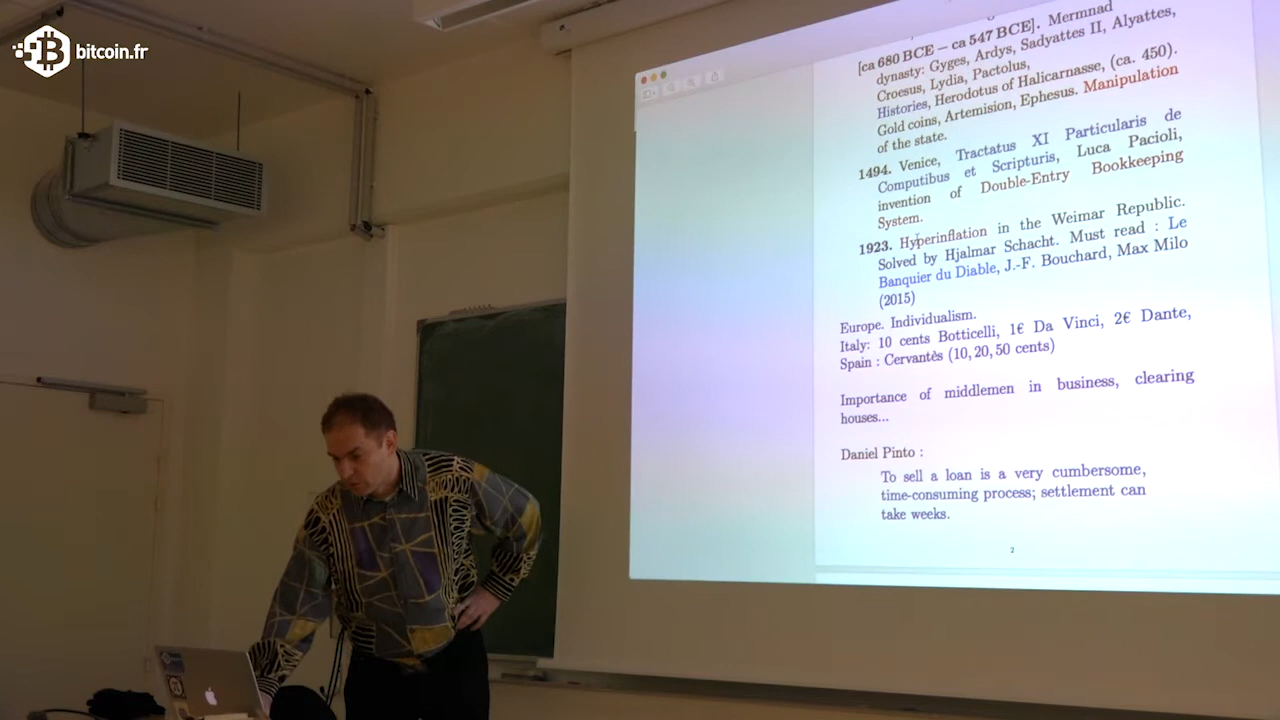 bitcoin.fr
[ca 680 BCE – ca 547 BCE]. Mermnad
dynasty: Gyges, Ardys, Sadyattes II, Alyattes,
Croesus, Lydia, Pactolus,
Histories, Herodotus of Halicarnasse, (ca. 450).
Gold coins, Artemision, Ephesus. Manipulation
of the state.
1494. Venice, Tractatus XI Particularis de
Computibus et Scripturis, Luca Pacioli,
invention of Double-Entry Bookkeeping
System.
1923. Hyperinflation in the Weimar Republic.
Solved by Hjalmar Schacht. Must read : Le
Banquier du Diable, J.-F. Bouchard, Max Milo
(2015)
Europe. Individualism.
Italy: 10 cents Botticelli, 1€ Da Vinci, 2€ Dante,
Spain : Cervantès (10, 20, 50 cents)
Importance of middlemen in business, clearing
houses...
Daniel Pinto :
To sell a loan is a very cumbersome,
time-consuming process; settlement can
take weeks.
2